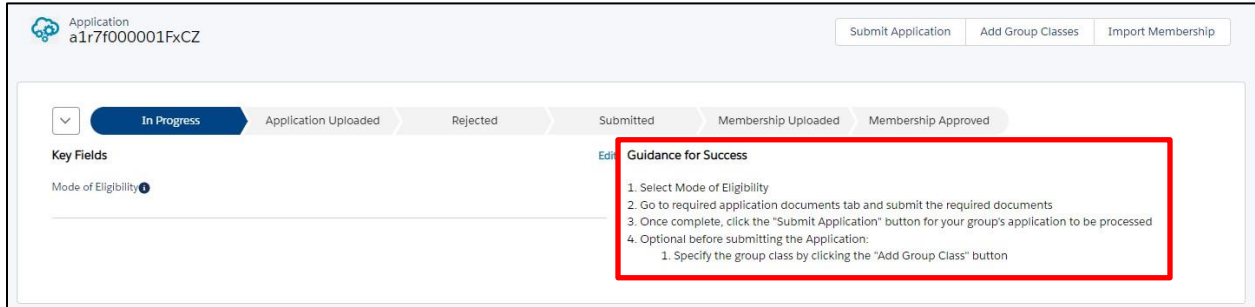 Application
a1r7f000001FxCZ
Submit Application
Add Group Classes
Import Membership
In Progress
Application Uploaded
Rejected
Submitted
Membership Uploaded
Membership Approved
Key Fields
Edit
Guidance for Success
Mode of Eligibility
1. Select Mode of Eligibility
2. Go to required application documents tab and submit the required documents
3. Once complete, click the "Submit Application" button for your group's application to be processed
4. Optional before submitting the Application:
1. Specify the group class by clicking the "Add Group Class" button